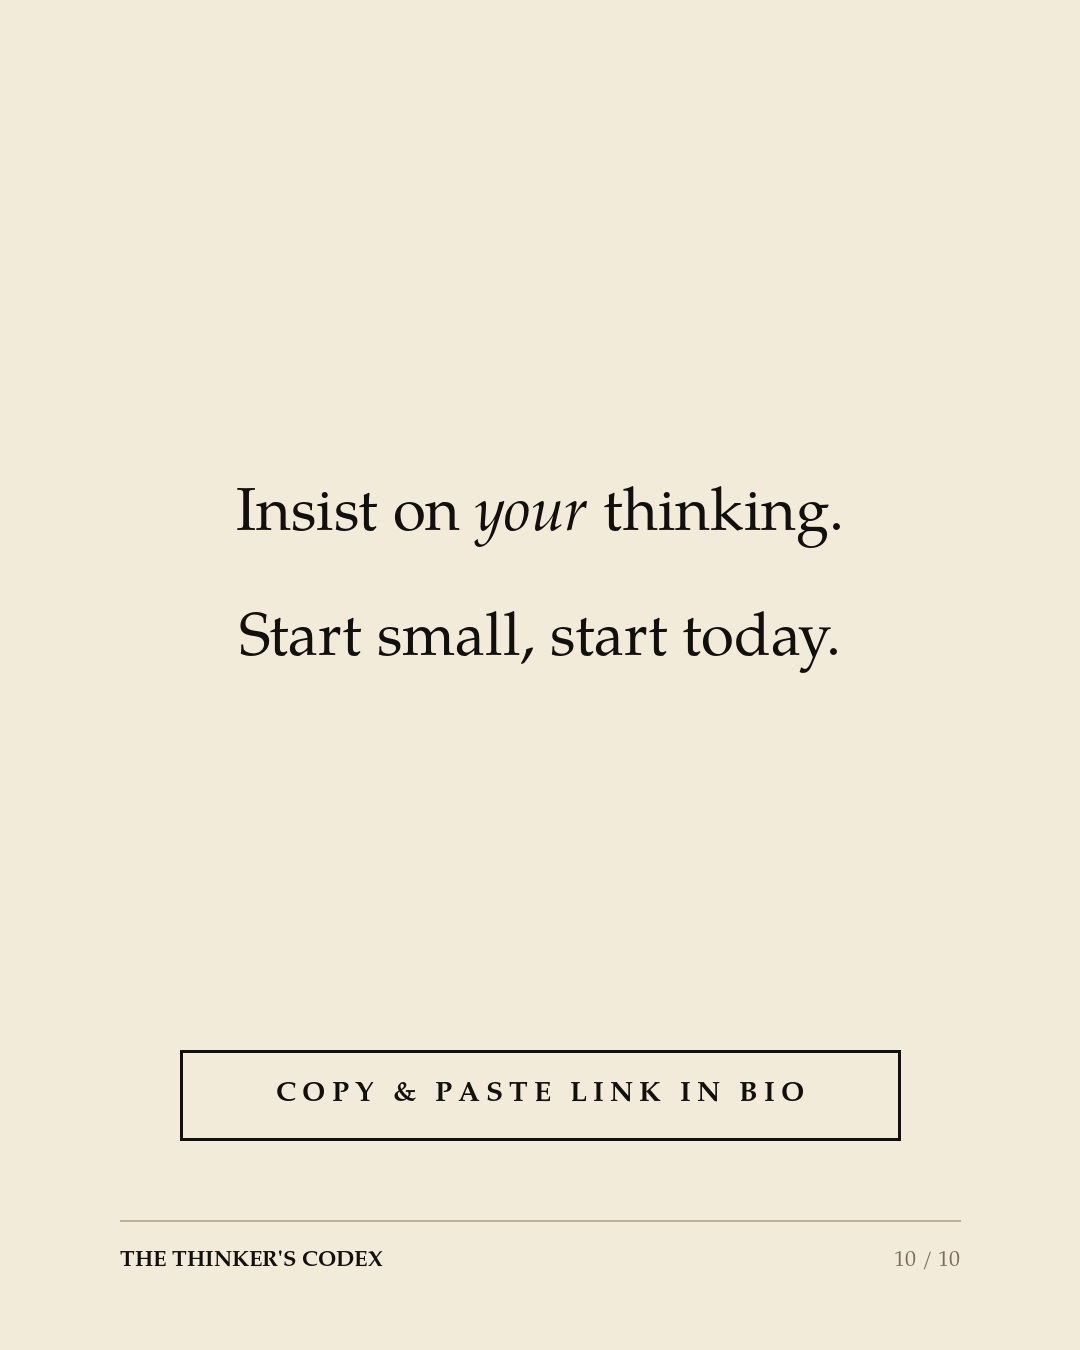 Insist on your thinking.
Start small, start today.
COPY & PASTE LINK IN BIO
THE THINKER'S CODEX
10 / 10